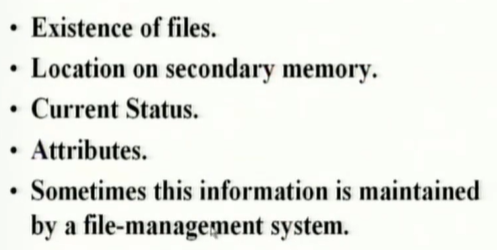 • Existence of files.
• Location on secondary memory.
• Current Status.
• Attributes.
• Sometimes this information is maintained
by a file-management system.